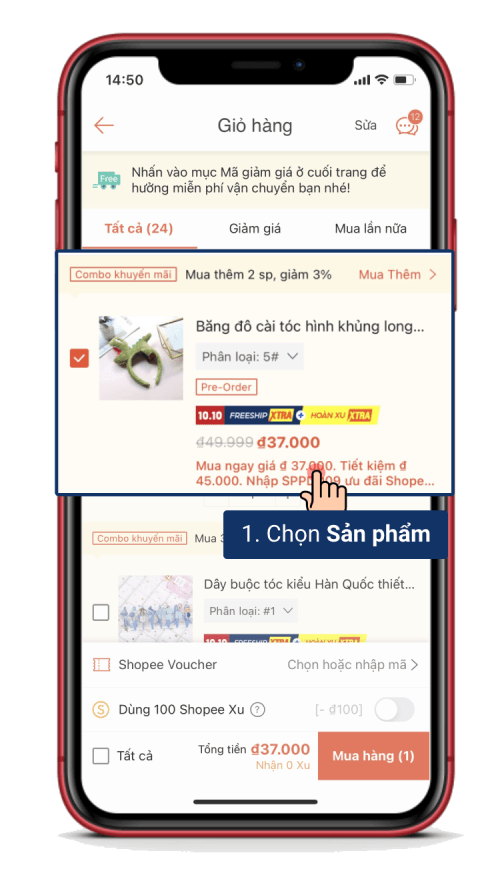 14:50
Giỏ hàng
Sửa
12
Free
Nhấn vào mục Mã giảm giá ở cuối trang để
hưởng miễn phí vận chuyển bạn nhé!
Tất cả (24)
Giảm giá
Mua lần nữa
Combo khuyến mãi
Mua thêm 2 sp, giảm 3%
Mua Thêm >
Băng đô cài tóc hình khủng long...
Phân loại: 5#
Pre-Order
10.10 FREESHIP XTRA + HOÀN XU XTRA
₫49.999 ₫37.000
Mua ngay giá ₫ 37.000. Tiết kiệm ₫
45.000. Nhập ưu đãi Shope...
1. Chọn Sản phẩm
Combo khuyến mãi
Mua
Dây buộc tóc kiểu Hàn Quốc thiết...
Phân loại: #1
10.10 FREESHIP XTRA HOÀN XU XTRA
Shopee Voucher
Chọn hoặc nhập mã >
S
Dùng 100 Shopee Xu ?
[- ₫100]
Tất cả
Tổng tiền ₫37.000
Nhận 0 Xu
Mua hàng (1)